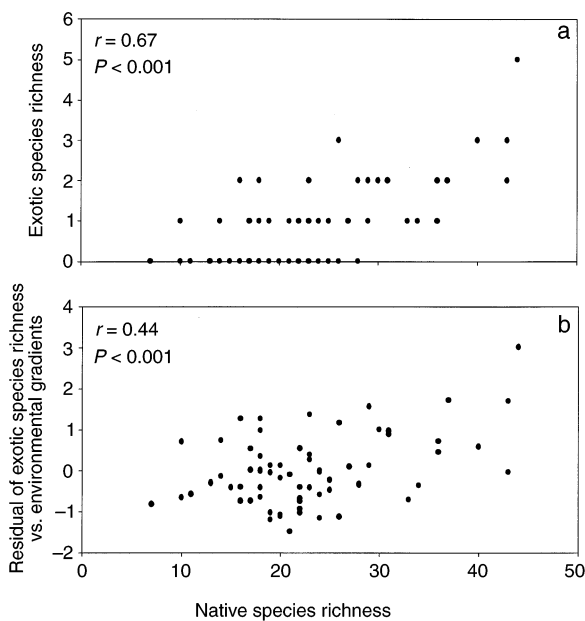 6
5
4
3
2
1
0
Exotic species richness
r = 0.67
P < 0.001
a
4
3
2
1
0
−1
−2
Residual of exotic species richness
vs. environmental gradients
r = 0.44
P < 0.001
b
0 10 20 30 40 50
Native species richness